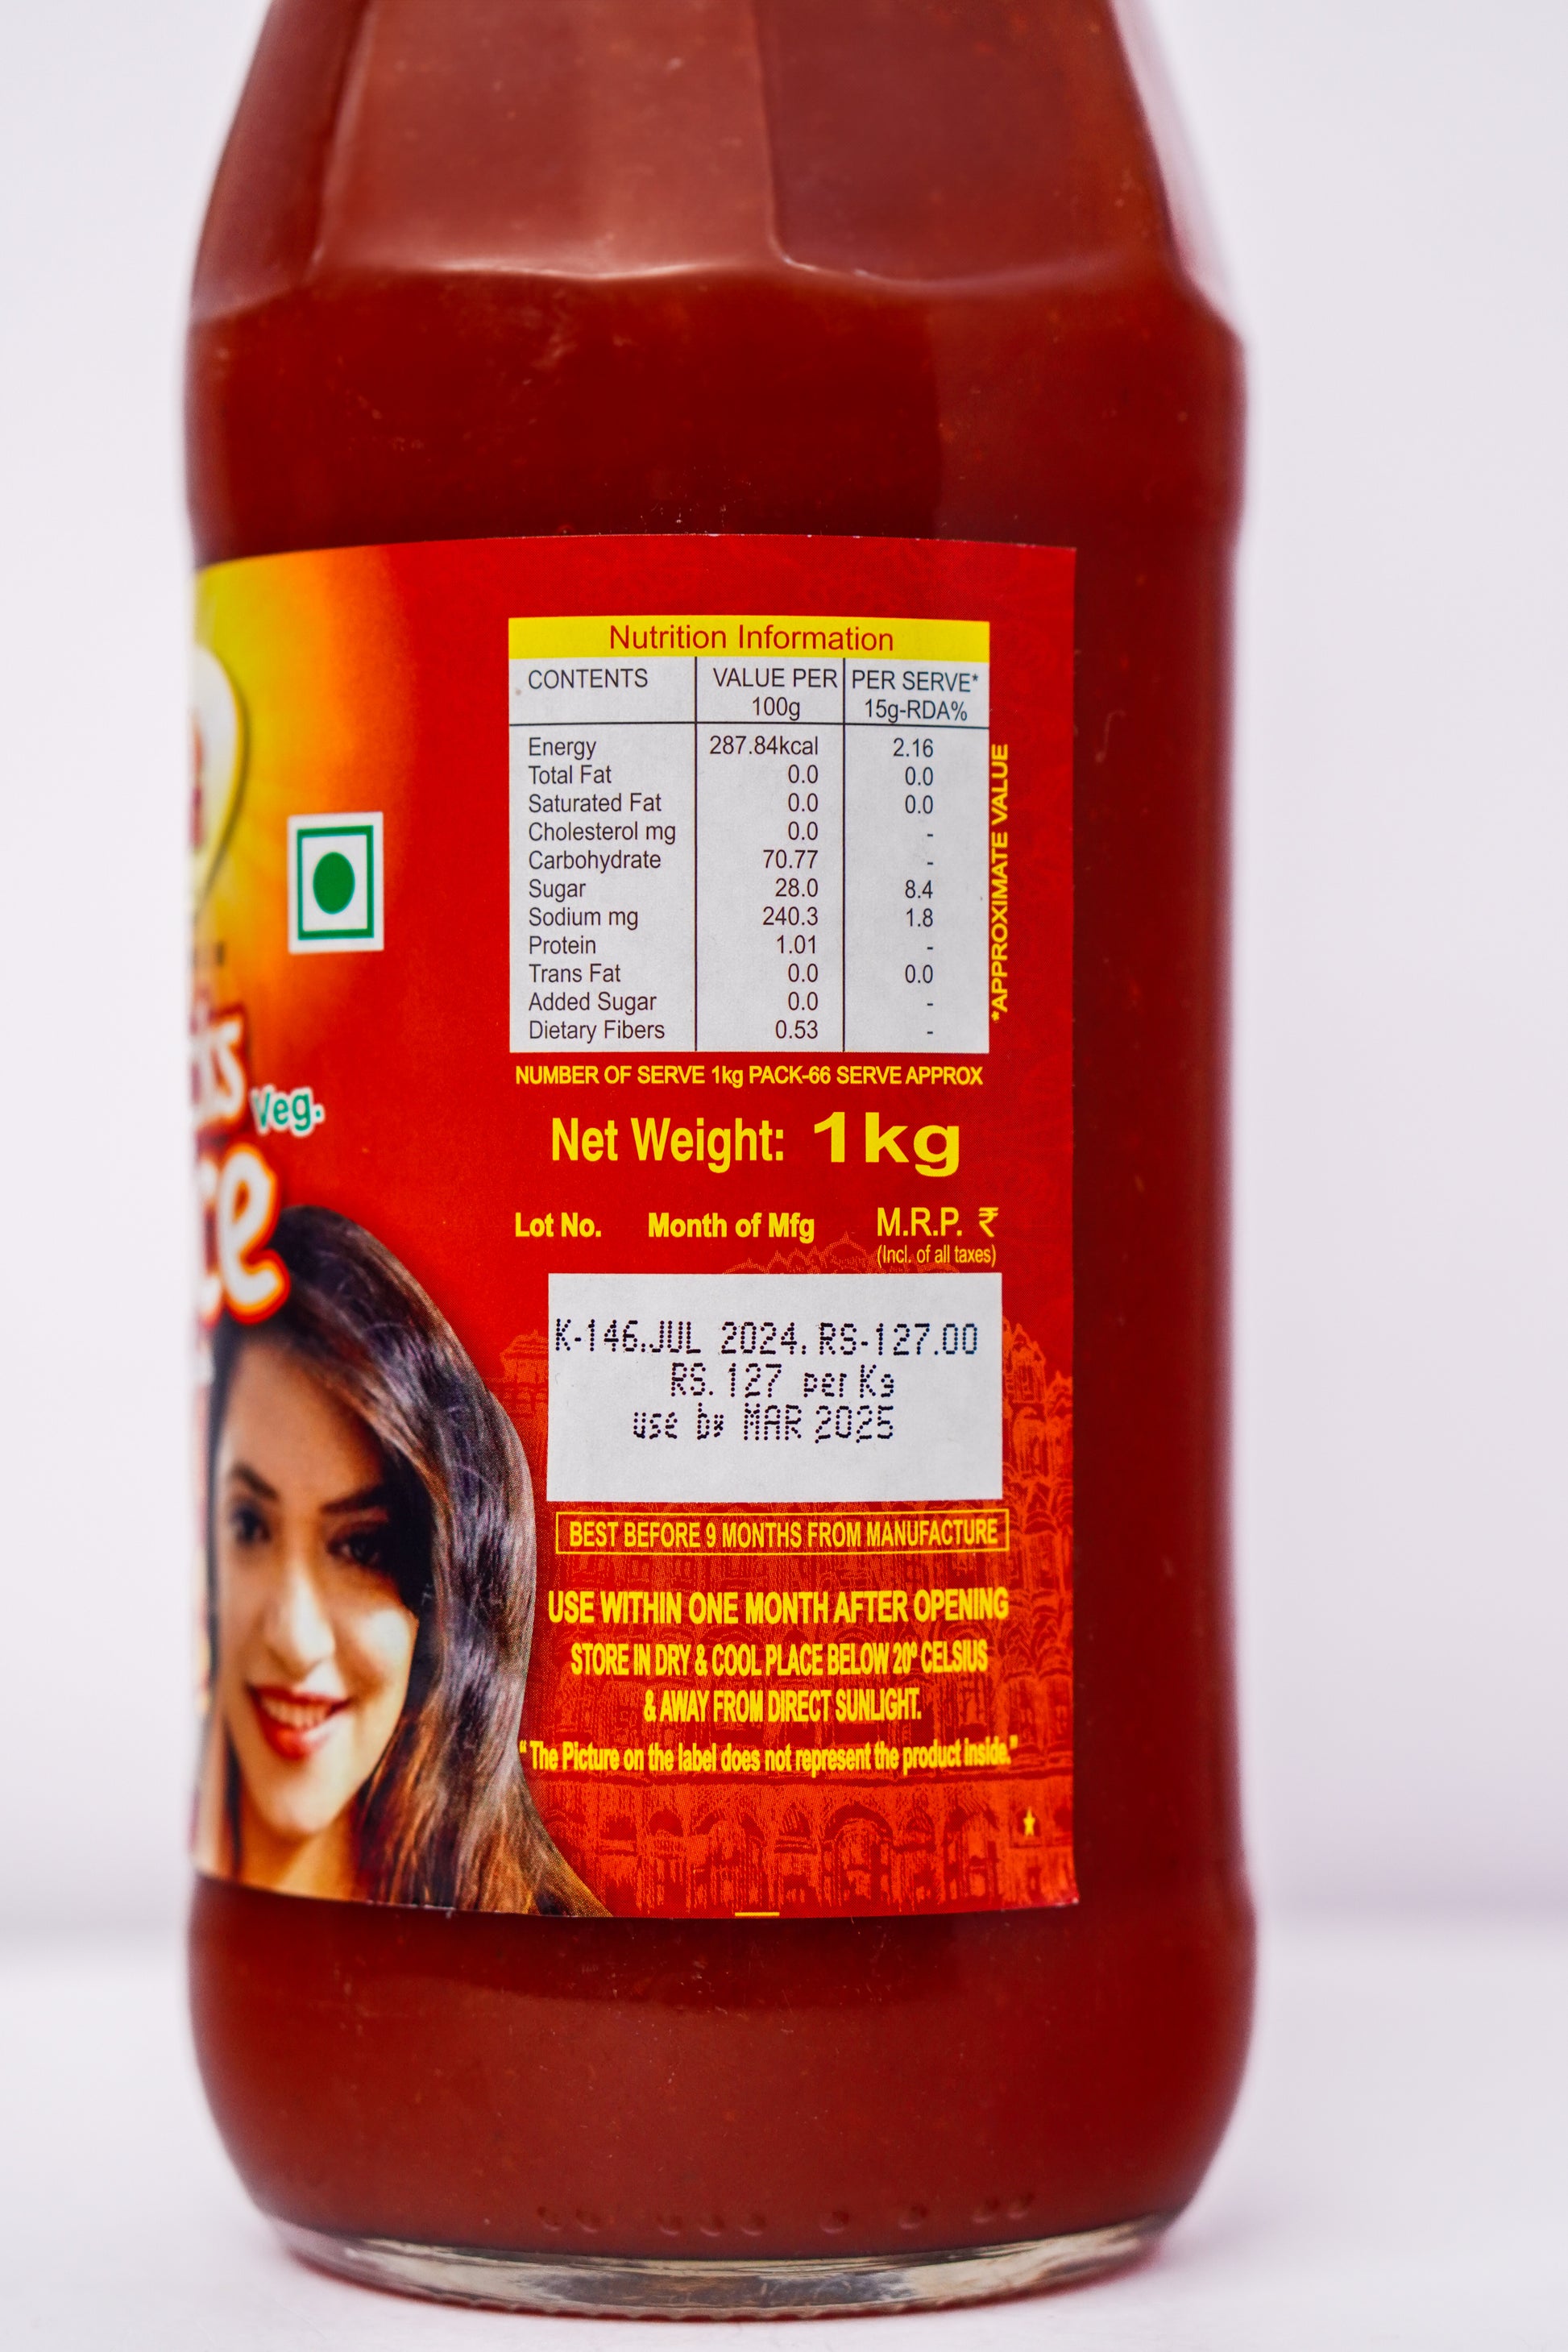 Veg.
Nutrition Information
CONTENTS VALUE PER 100g PER SERVE* 15g-RDA%
Energy 287.84kcal 2.16
Total Fat 0.0 0.0
Saturated Fat 0.0 0.0
Cholesterol mg 0.0 -
Carbohydrate 70.77 -
Sugar 28.0 8.4
Sodium mg 240.3 1.8
Protein 1.01 -
Trans Fat 0.0 0.0
Added Sugar 0.0 -
Dietary Fibers 0.53 -
*APPROXIMATE VALUE
NUMBER OF SERVE 1kg PACK-66 SERVE APPROX
Net Weight: 1kg
Lot No. Month of Mfg M.R.P. ₹
(Incl. of all taxes)
K-146.JUL 2024. RS-127.00
RS. 127 per Kg
use by MAR 2025
BEST BEFORE 9 MONTHS FROM MANUFACTURE
USE WITHIN ONE MONTH AFTER OPENING
STORE IN DRY & COOL PLACE BELOW 20º CELSIUS
& AWAY FROM DIRECT SUNLIGHT.
“The Picture on the label does not represent the product inside.”